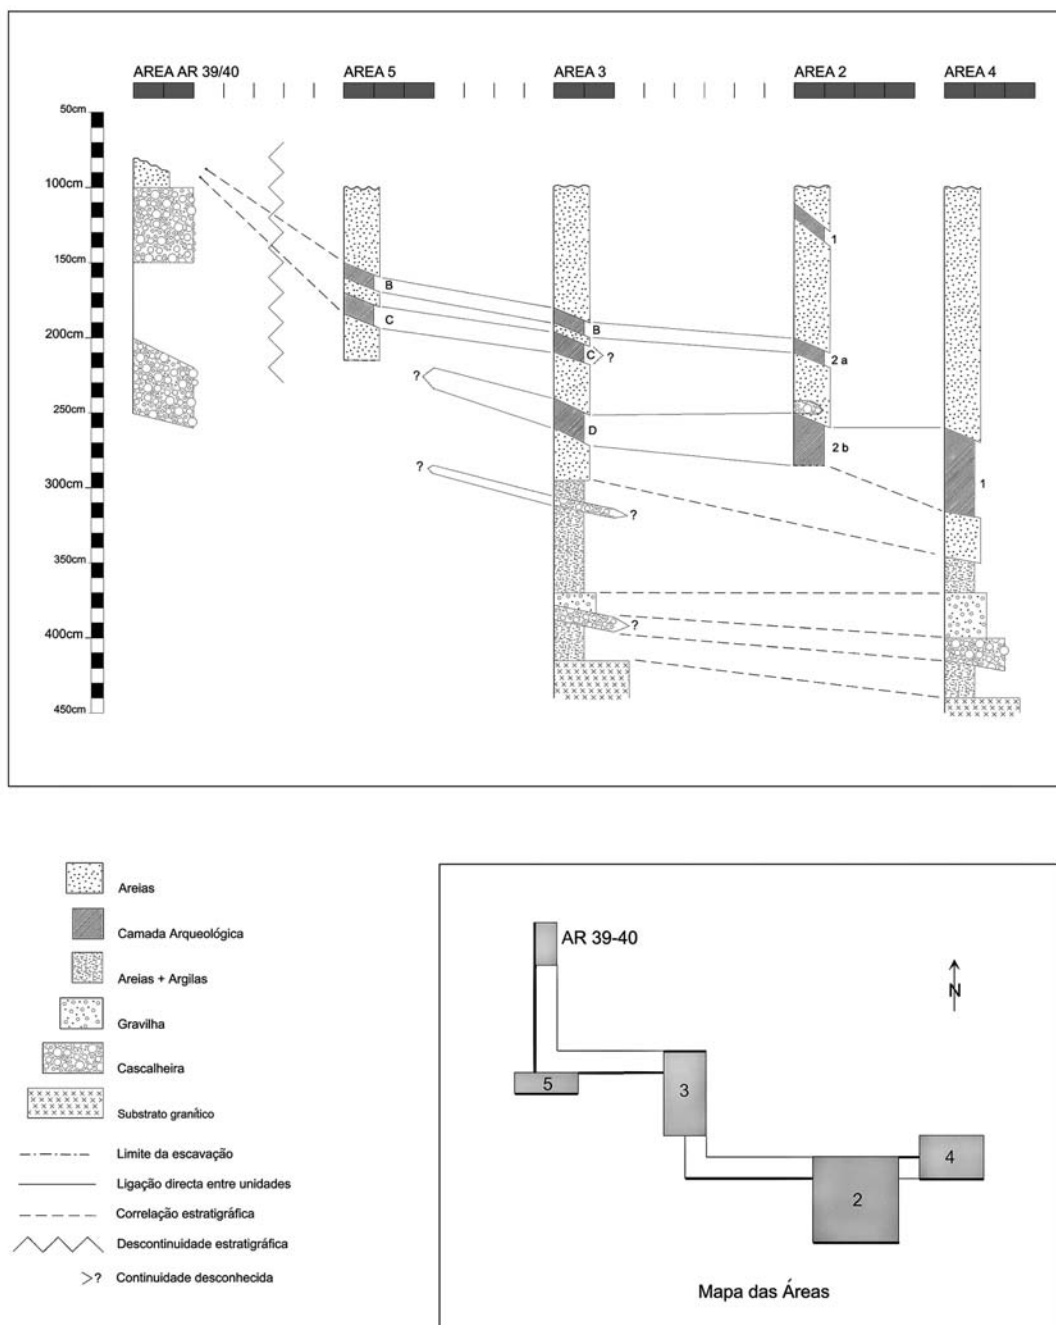 AREA AR 39/40 AREA 5 AREA 3 AREA 2 AREA 4
50cm
100cm
150cm
200cm
250cm
300cm
350cm
400cm
450cm
B
C
B
C ?
?
D
?
?
?
1
2 a
2 b
1
Areias
Camada Arqueológica
Areias + Argilas
Gravilha
Cascalheira
Substrato granítico
Limite da escavação
Ligação directa entre unidades
Correlação estratigráfica
Descontinuidade estratigráfica
>? Continuidade desconhecida
AR 39-40
N
5
3
4
2
Mapa das Áreas